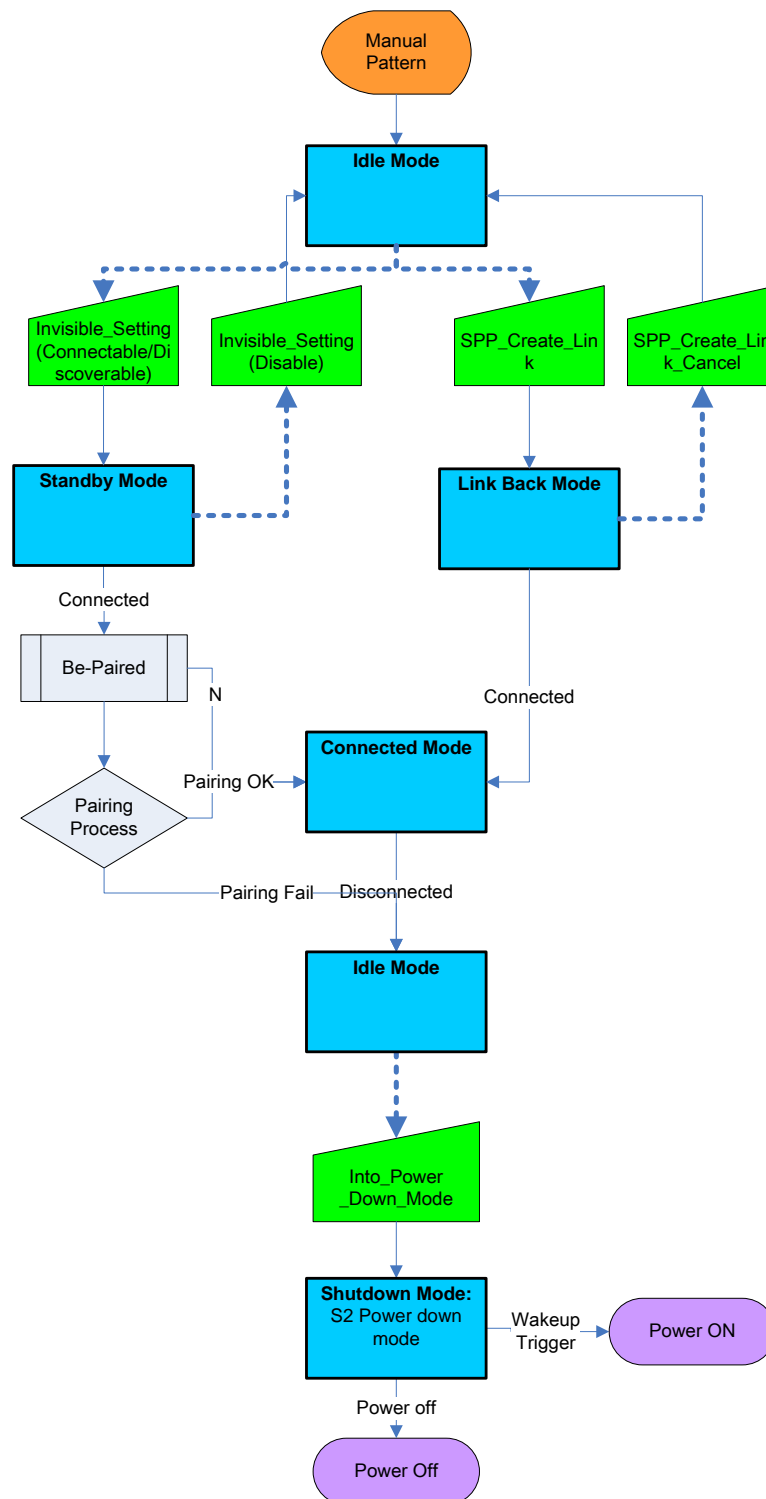 Manual
Pattern
Idle Mode
Invisible_Setting
(Connectable/Di
scoverable)
Invisible_Setting
(Disable)
SPP_Create_Lin
k
SPP_Create_Lin
k_Cancel
Standby Mode
Link Back Mode
Connected
Be-Paired
N
Connected
Connected Mode
Pairing OK
Pairing
Process
Pairing Fail
Disconnected
Idle Mode
Into_Power
_Down_Mode
Shutdown Mode:
S2 Power down
mode
Wakeup
Trigger
Power ON
Power off
Power Off